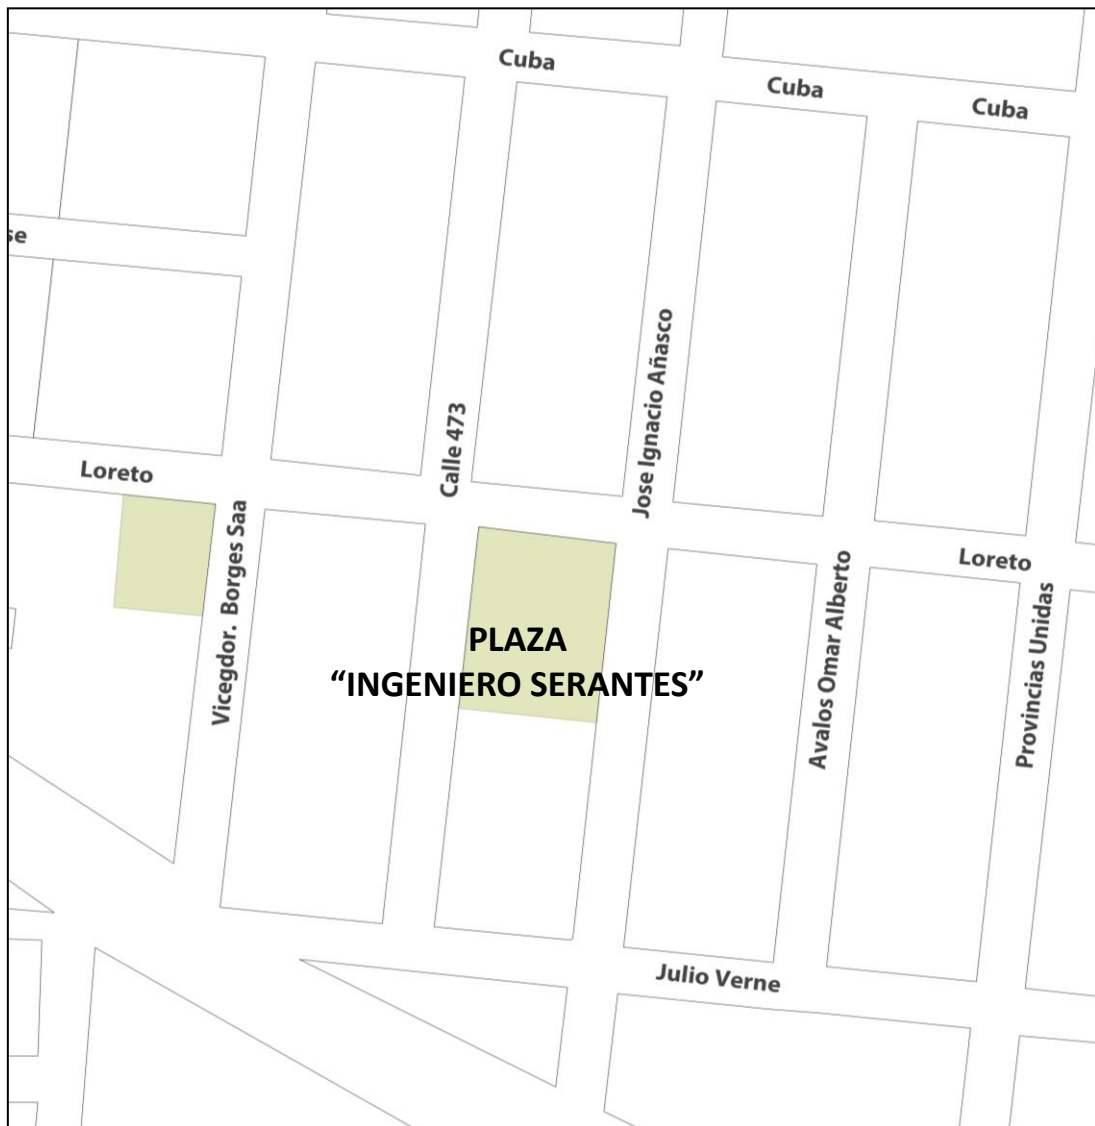 Cuba
Cuba
Cuba
se
Jose Ignacio Añasco
Calle 473
Loreto
Vicegdor. Borges Saa
Loreto
Avalos Omar Alberto
Provincias Unidas
PLAZA
“INGENIERO SERANTES”
Julio Verne